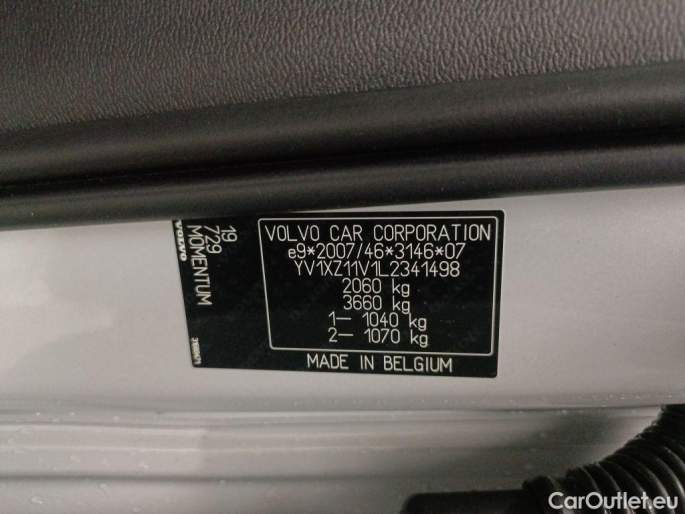 VOLVO CAR CORPORATION
e9*2007/46*3146*07
YV1XZ11V1L2341498
2060 kg
3660 kg
1— 1040 kg
2— 1070 kg
MADE IN BELGIUM
19
729
MOMENTUM
VOLVO
CarOutlet.eu